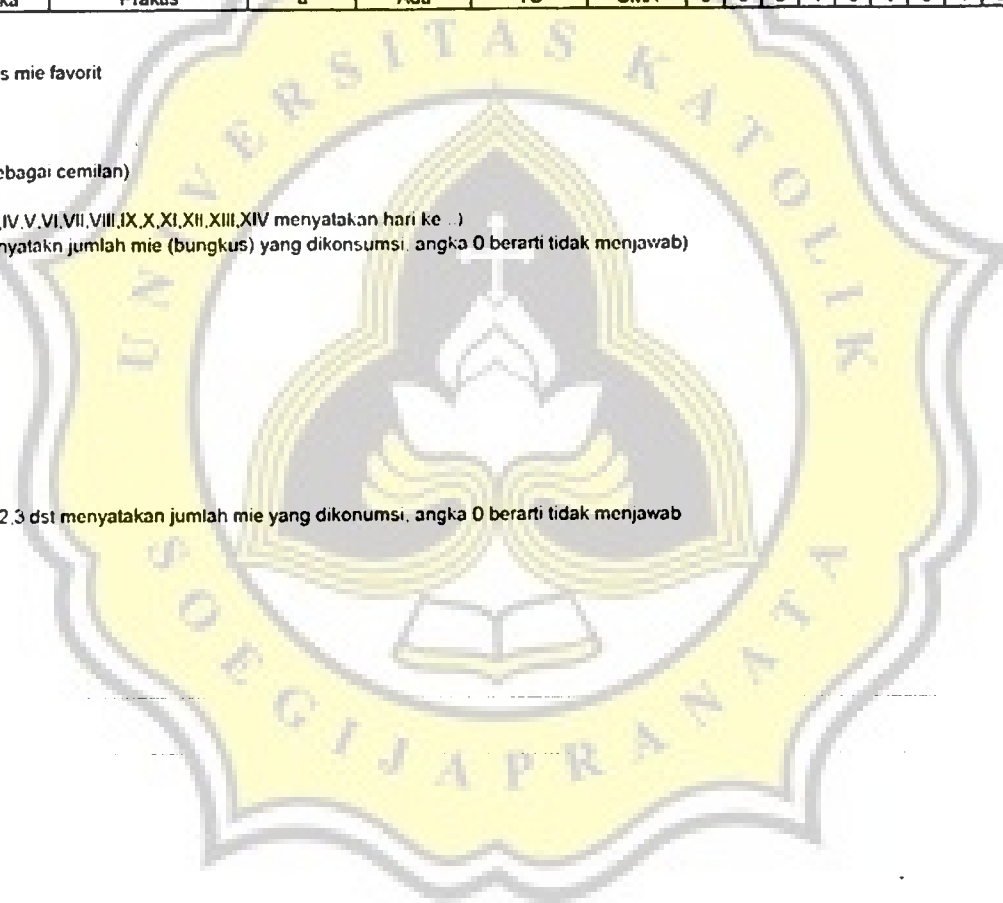 s mie favorit
ebagai cemilan)
,IV,V,VI,VII,VIII,IX,X,XI,XII,XIII,XIV menyatakan hari ke ..)
nyatakn jumlah mie (bungkus) yang dikonsumsi, angka 0 berarti tidak menjawab)
2,3 dst menyatakan jumlah mie yang dikonumsi, angka 0 berarti tidak menjawab
UNIVERSITAS KATOLIK
SOEGIJAPRANATA